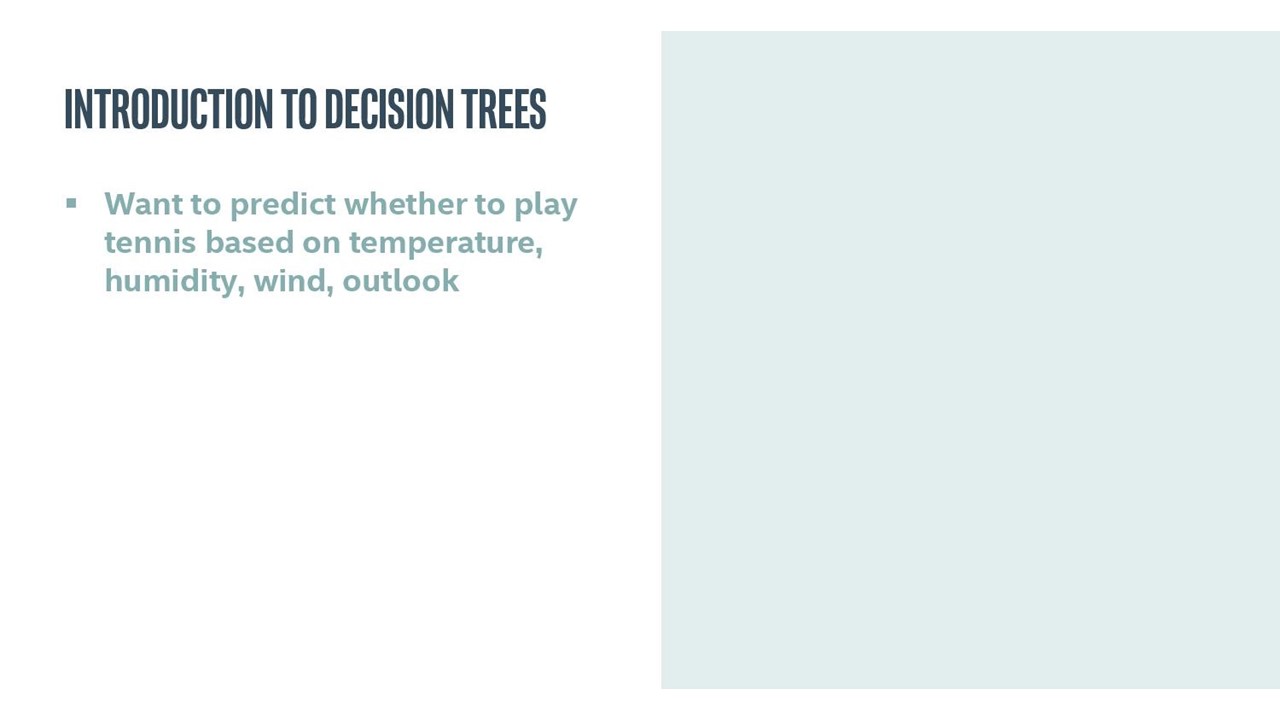 INTRODUCTION TO DECISION TREES
▪ Want to predict whether to play
tennis based on temperature,
humidity, wind, outlook